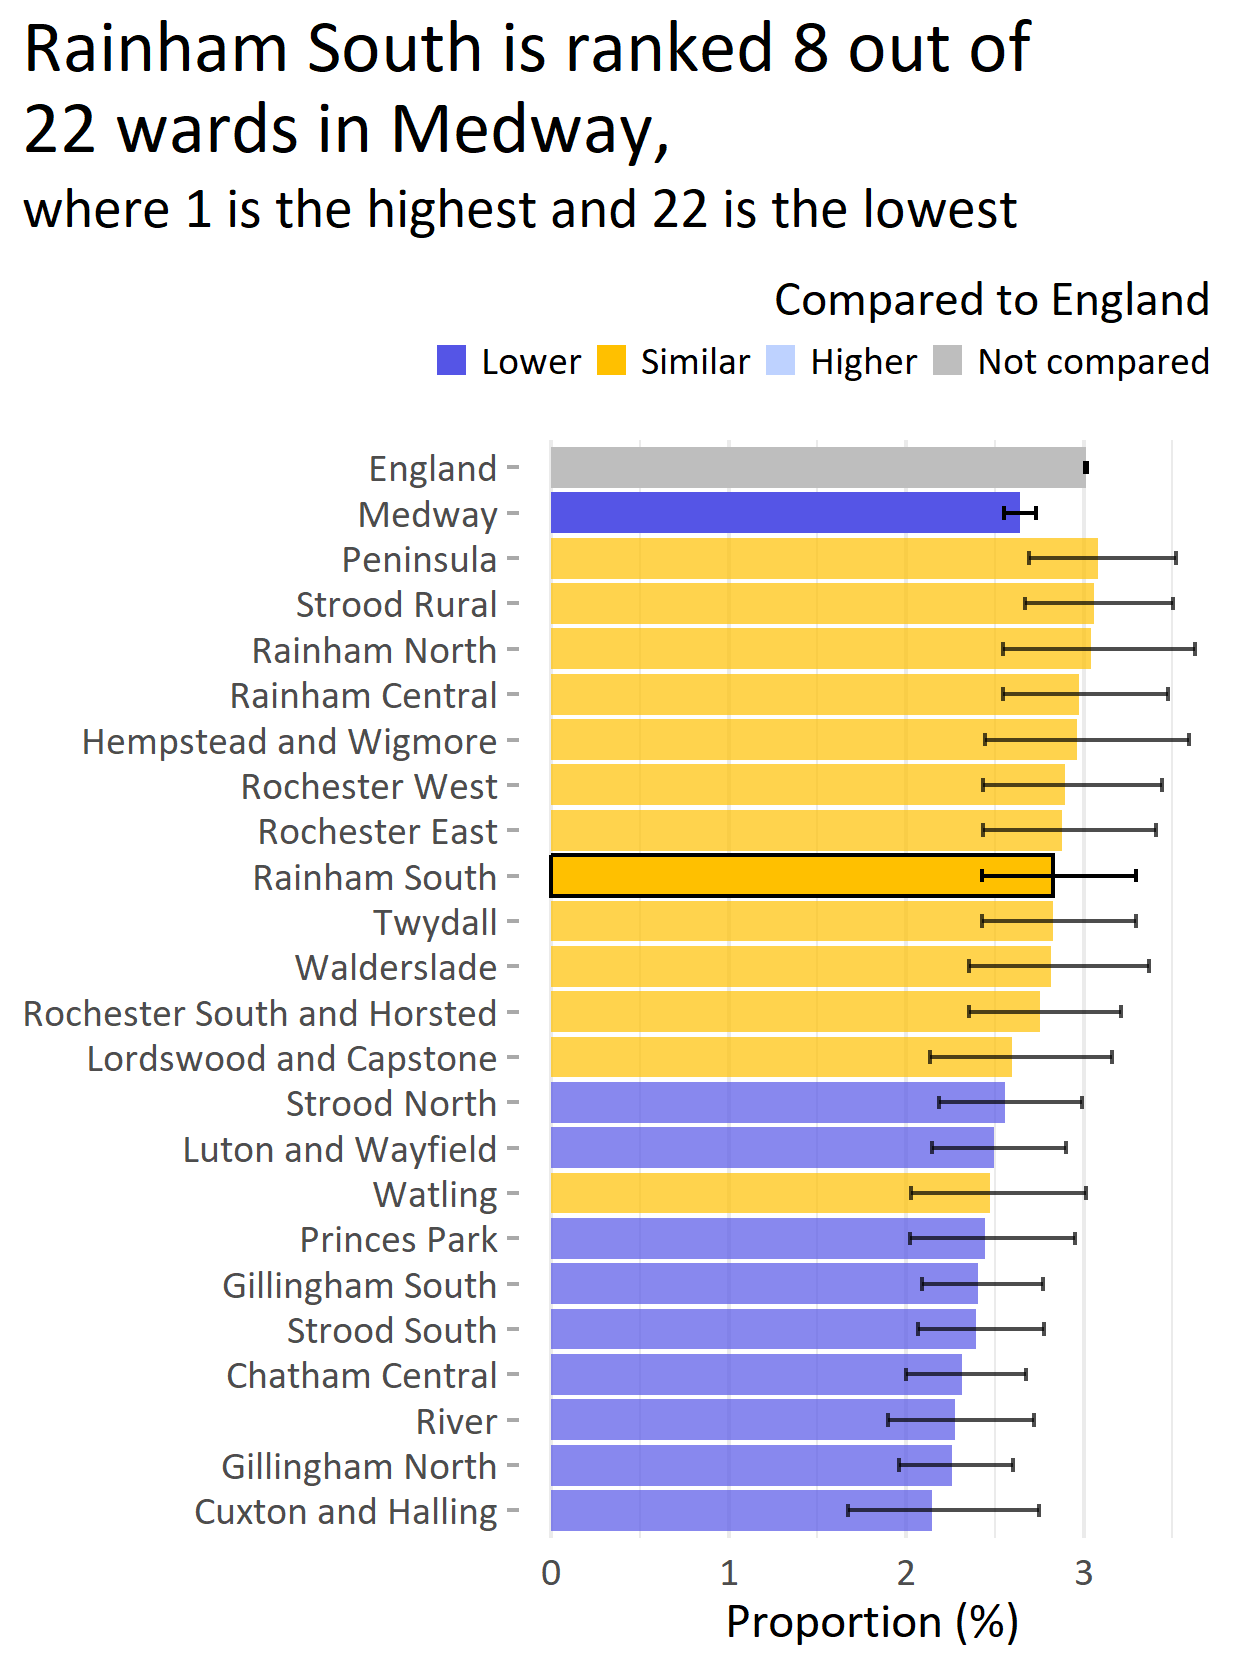 Rainham South is ranked 8 out of
22 wards in Medway,
where 1 is the highest and 22 is the lowest
Compared to England
Lower Similar Higher Not compared
England
Medway
Peninsula
Strood Rural
Rainham North
Rainham Central
Hempstead and Wigmore
Rochester West
Rochester East
Rainham South
Twydall
Walderslade
Rochester South and Horsted
Lordswood and Capstone
Strood North
Luton and Wayfield
Watling
Princes Park
Gillingham South
Strood South
Chatham Central
River
Gillingham North
Cuxton and Halling
0 1 2 3
Proportion (%)